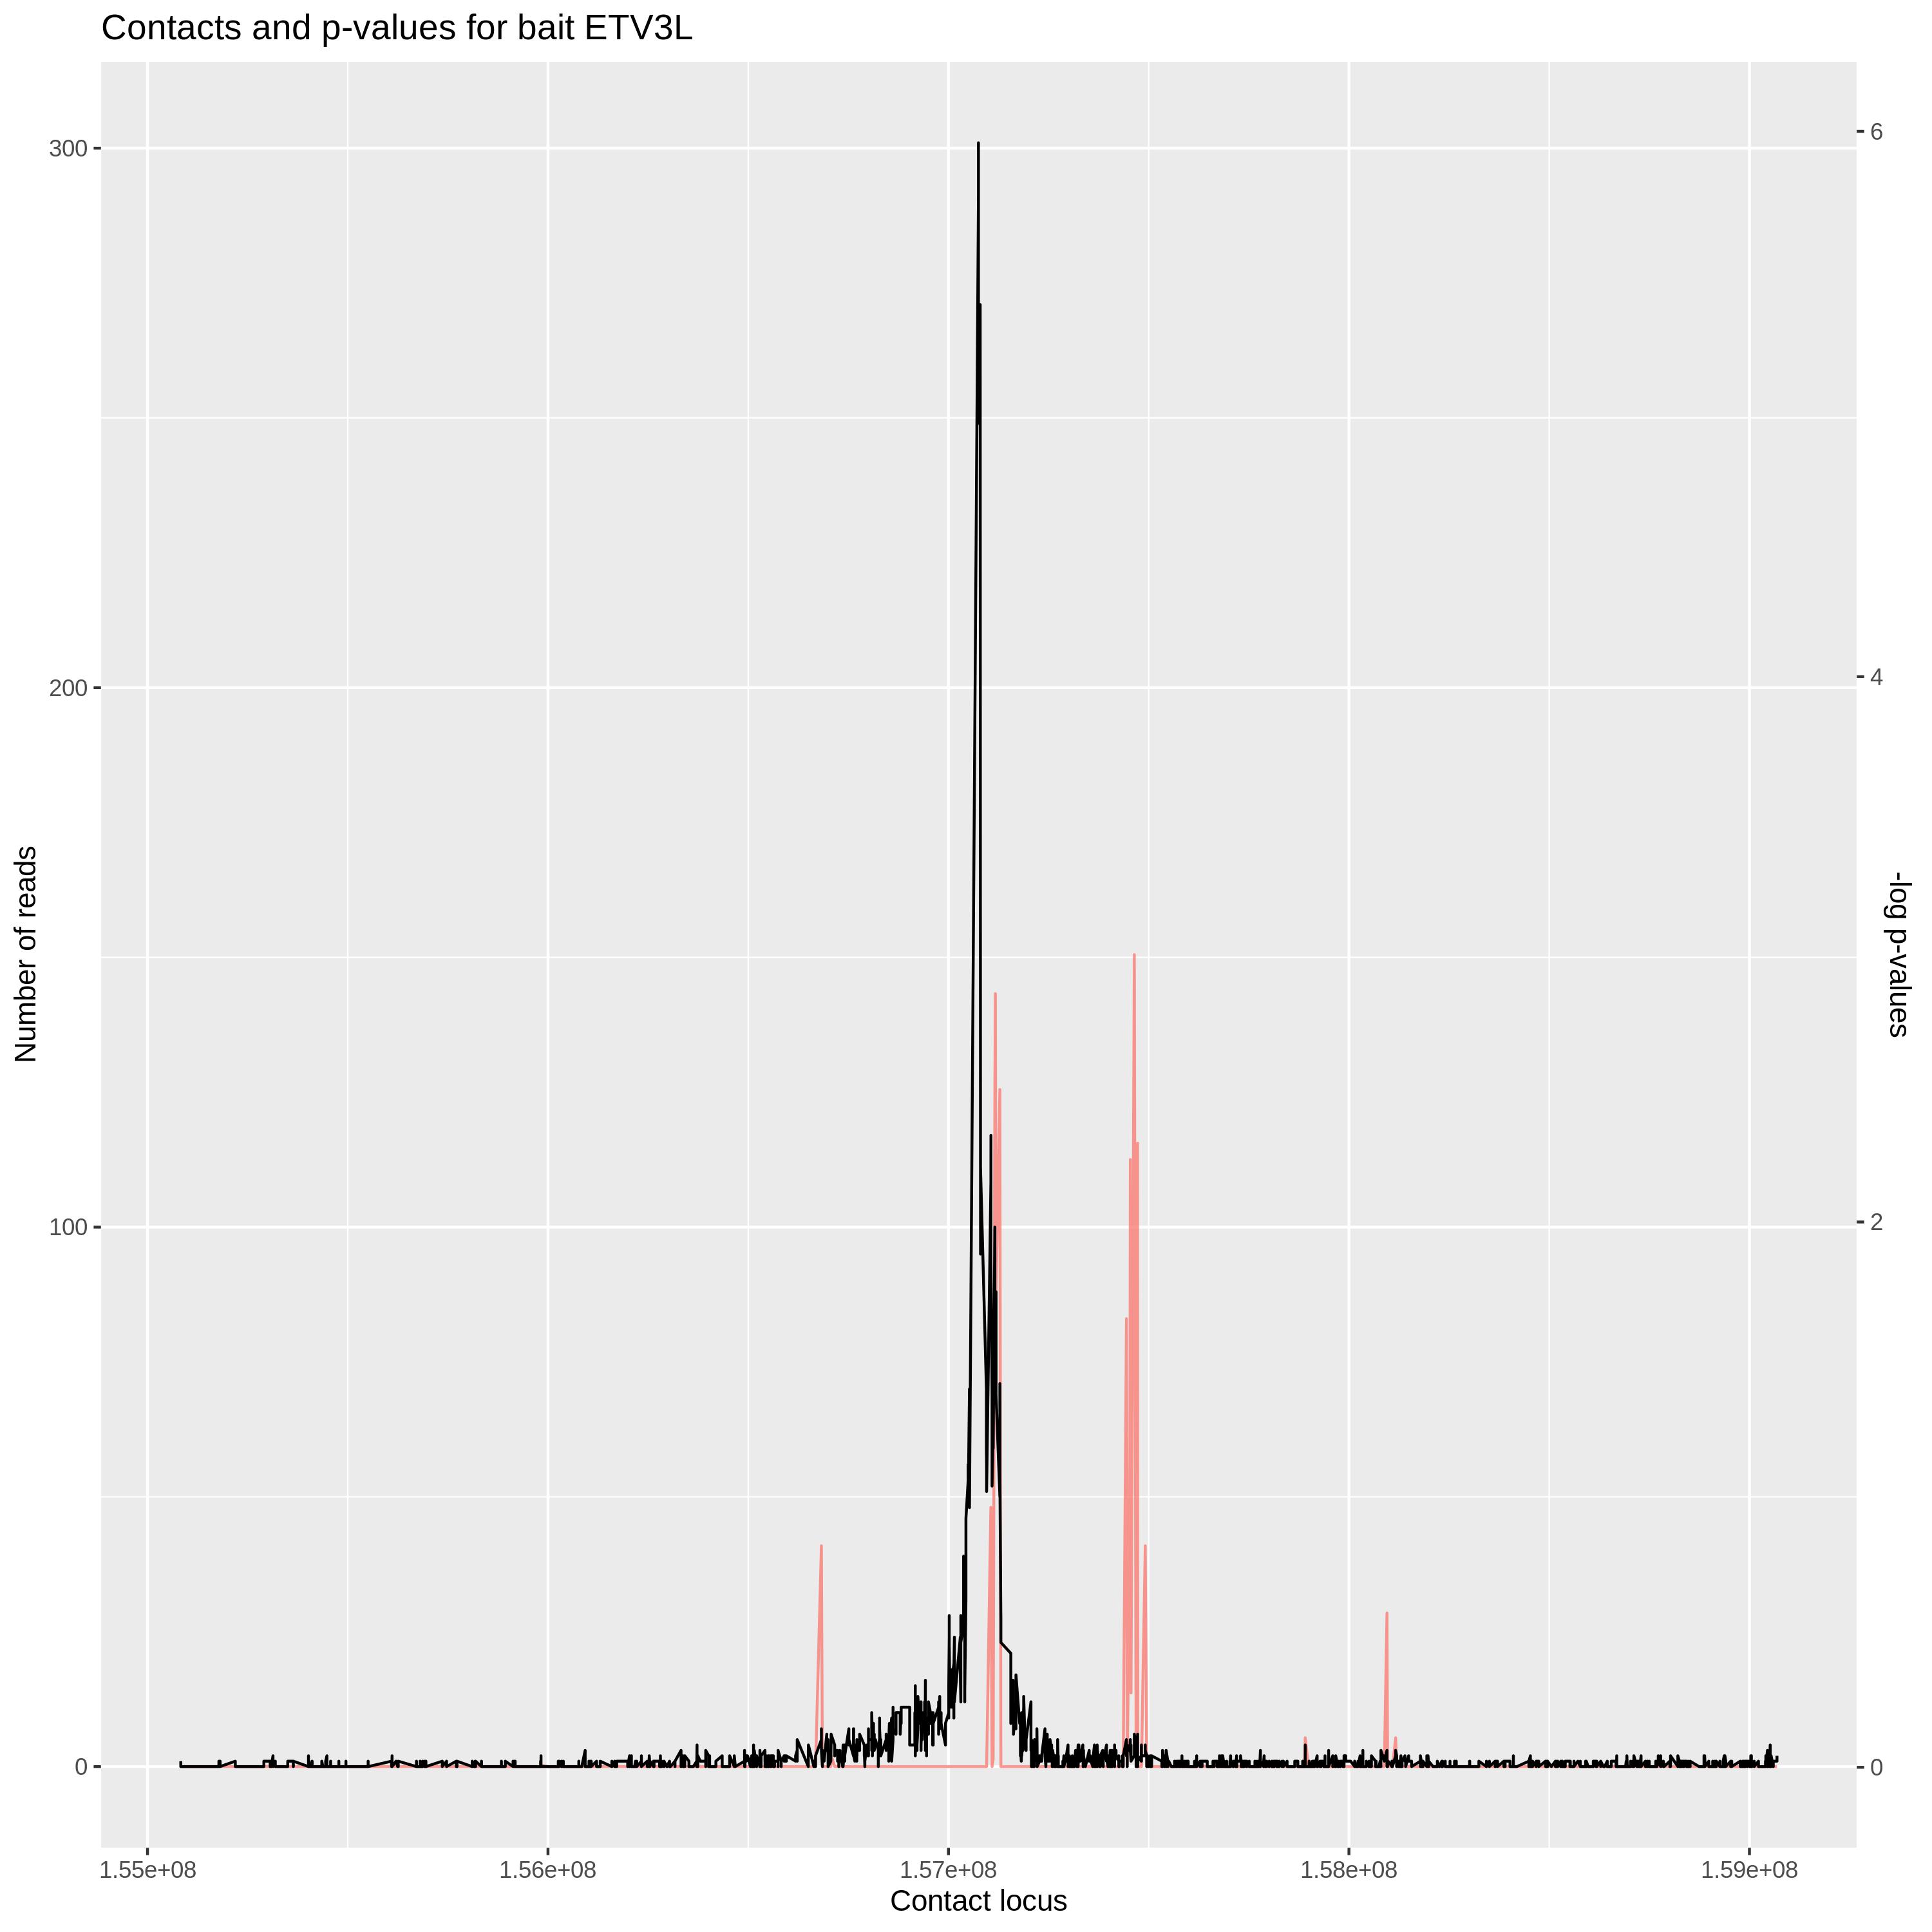 Contacts and p-values for bait ETV3L
300
200
100
0
Number of reads
6
4
2
0
-log p-values
1.55e+08
1.56e+08
1.57e+08
1.58e+08
1.59e+08
Contact locus